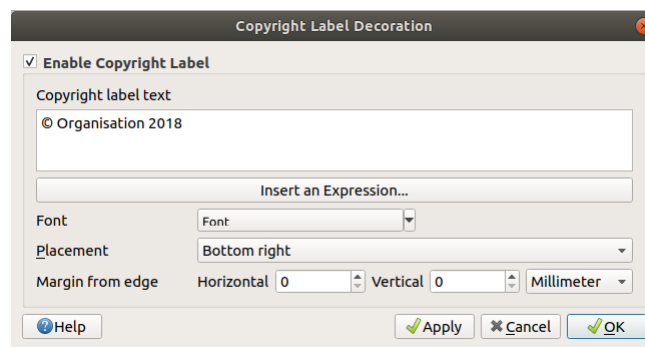 Copyright Label Decoration
Enable Copyright Label
Copyright label text
© Organisation 2018
Insert an Expression...
Font Font
Placement Bottom right
Margin from edge Horizontal 0 Vertical 0 Millimeter
Help Apply Cancel OK